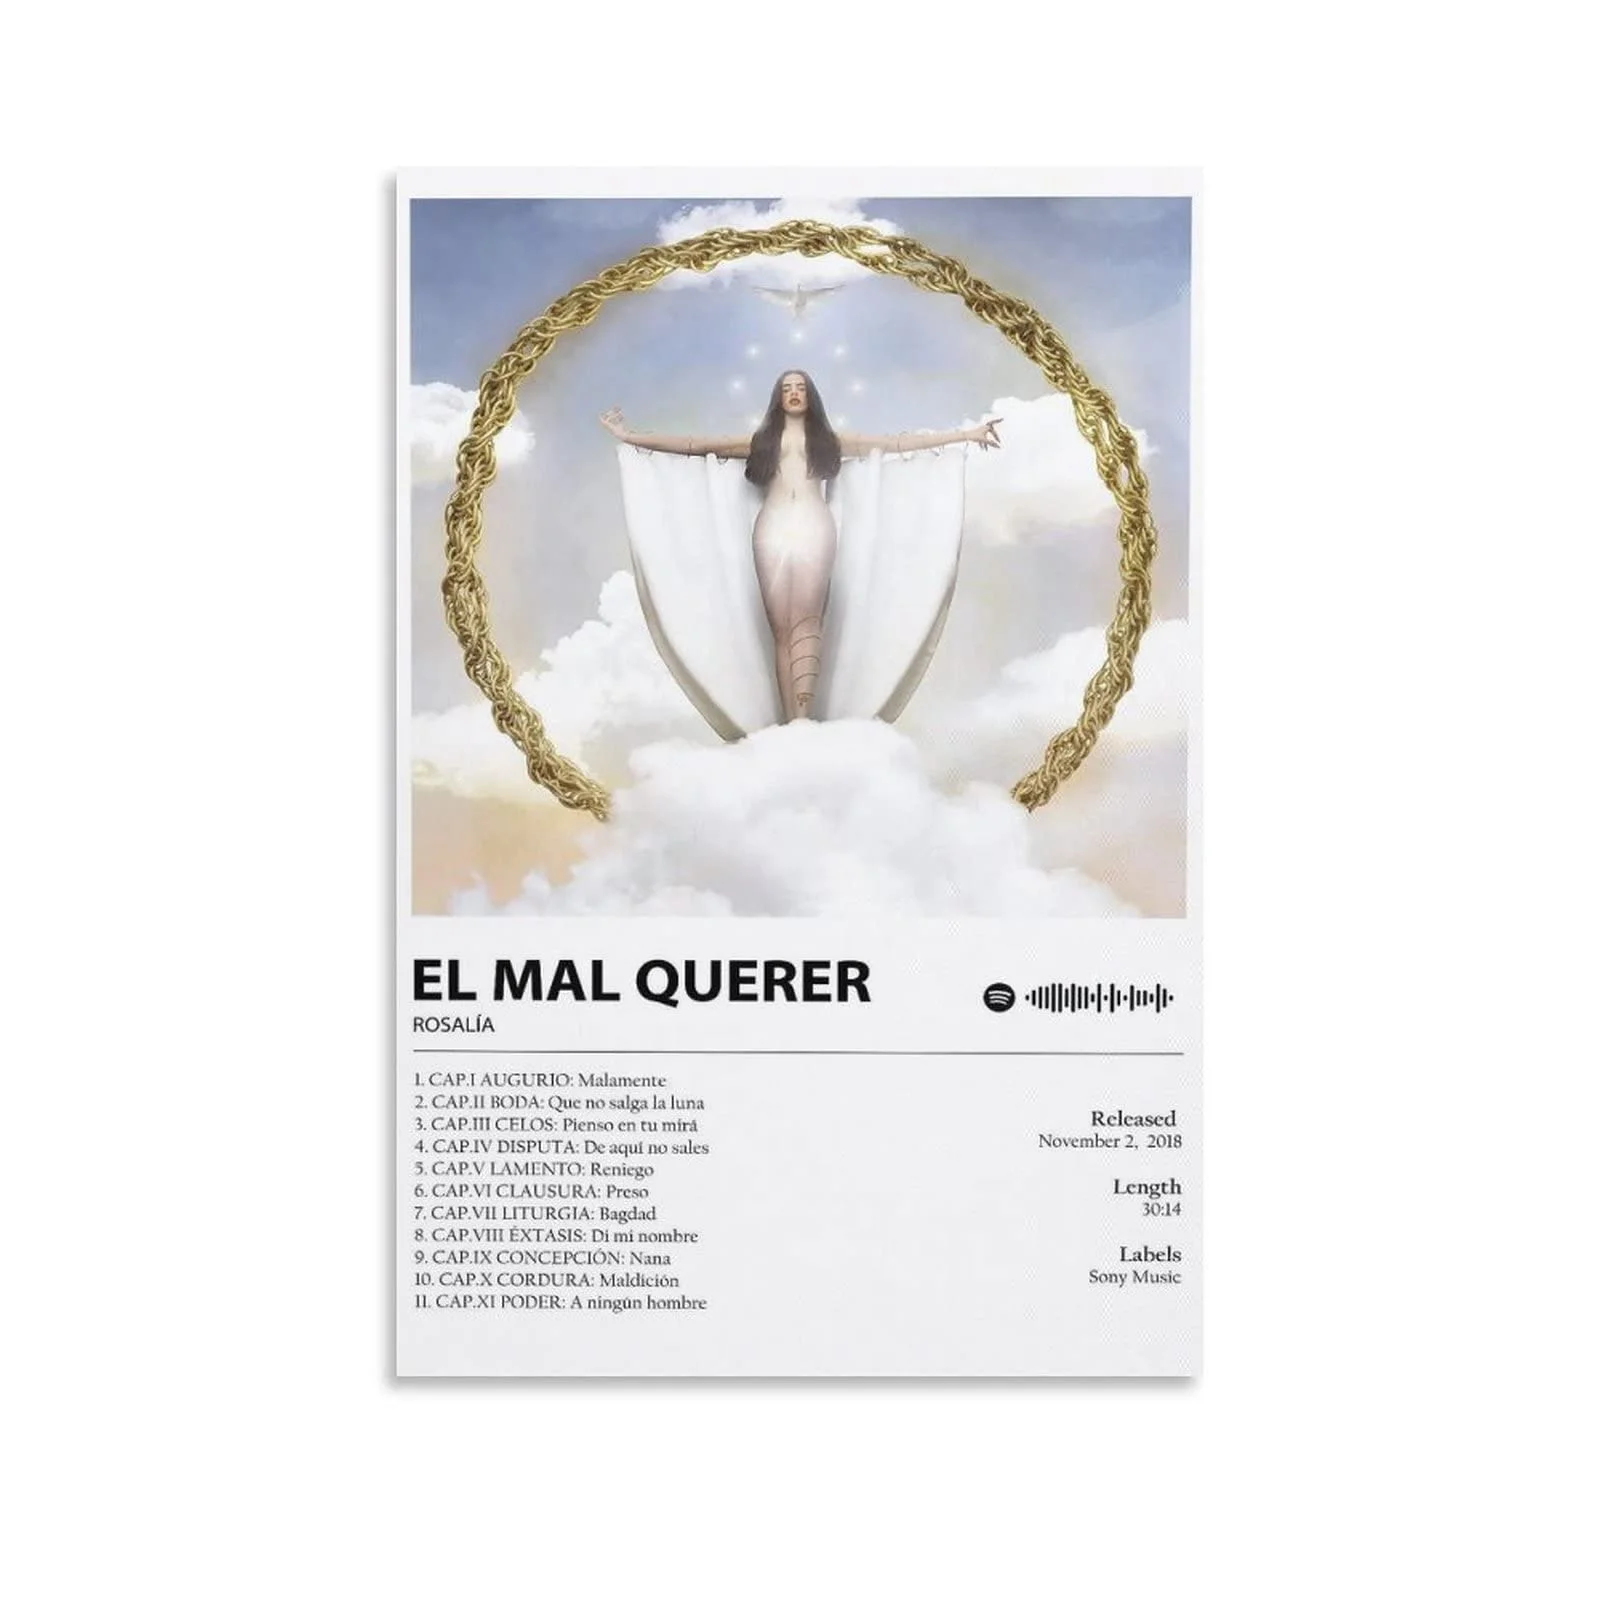 EL MAL QUERER
ROSALÍA
1. CAP.I AUGURIO: Malamente
2. CAP.II BODA: Que no salga la luna
3. CAP.III CELOS: Pienso en tu mirá
4. CAP.IV DISPUTA: De aquí no sales
5. CAP.V LAMENTO: Reniego
6. CAP.VI CLAUSURA: Preso
7. CAP.VII LITURGIA: Bagdad
8. CAP.VIII ÉXTASIS: Di mi nombre
9. CAP.IX CONCEPCIÓN: Nana
10. CAP.X CORDURA: Maldición
11. CAP.XI PODER: A ningún hombre
Released
November 2, 2018
Length
30:14
Labels
Sony Music